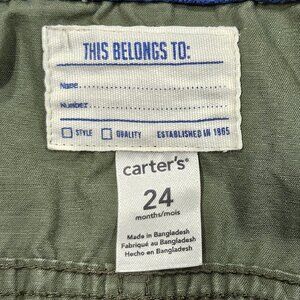 THIS BELONGS TO:
Name
Number
STYLE QUALITY ESTABLISHED IN 1865
carter's®
24
months/mois
Made in Bangladesh
Fabriqué au Bangladesh
Hecho en Bangladesh